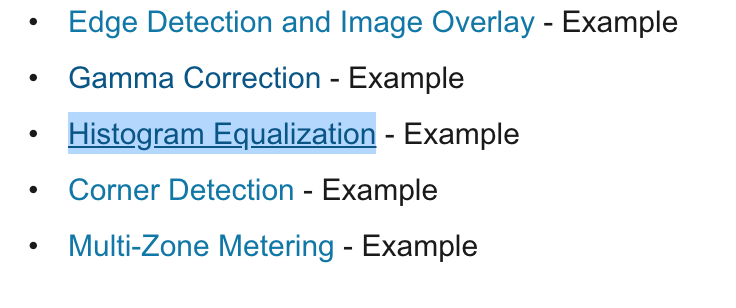 • Edge Detection and Image Overlay - Example
• Gamma Correction - Example
• Histogram Equalization - Example
• Corner Detection - Example
• Multi-Zone Metering - Example